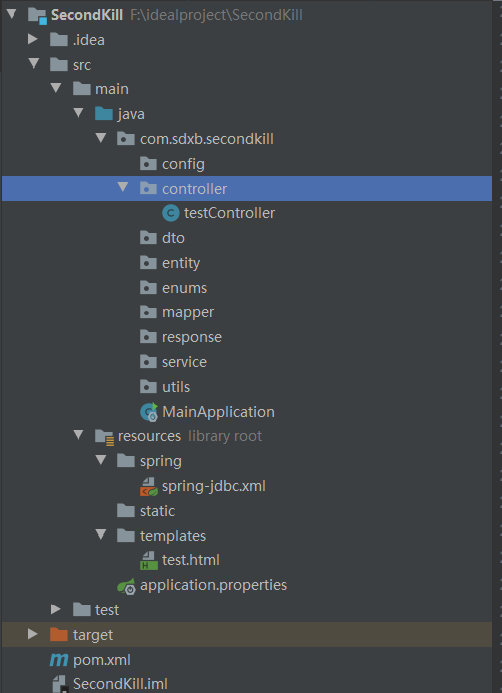 SecondKill F:\idealproject\SecondKill
.idea
src
main
java
com.sdxb.secondkill
config
controller
testController
dto
entity
enums
mapper
response
service
utils
MainApplication
resources library root
spring
spring-jdbc.xml
static
templates
test.html
application.properties
test
target
pom.xml
SecondKill.iml